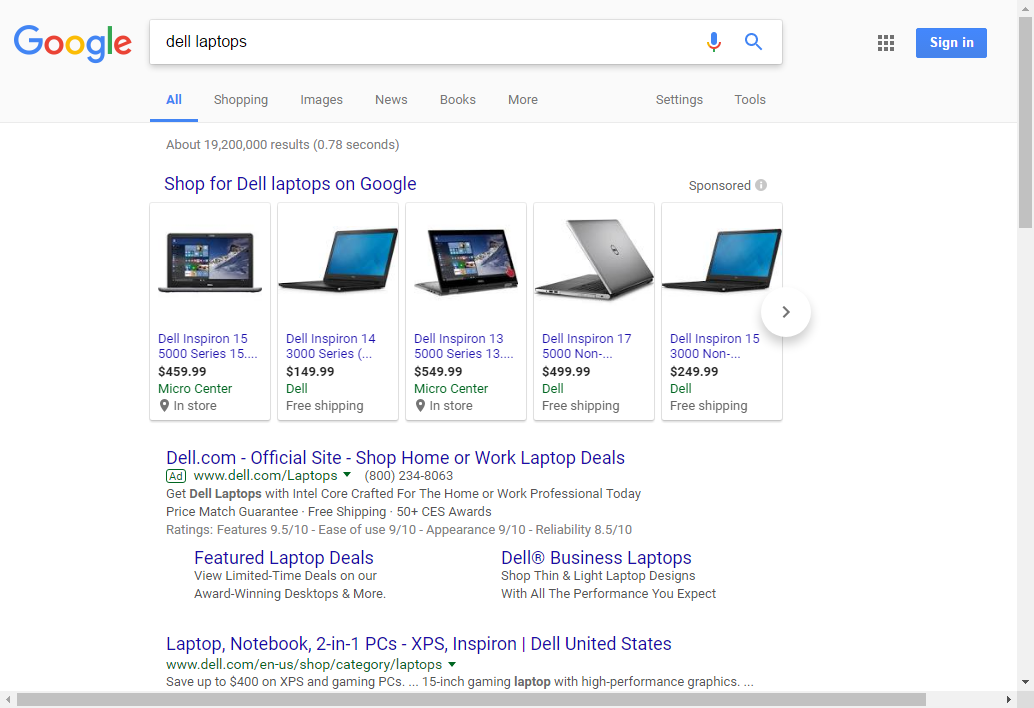 Google
dell laptops
Sign in
All Shopping Images News Books More Settings Tools
About 19,200,000 results (0.78 seconds)
Shop for Dell laptops on Google
Sponsored
Dell Inspiron 15
5000 Series 15....
$459.99
Micro Center
In store
Dell Inspiron 14
3000 Series (...
$149.99
Dell
Free shipping
Dell Inspiron 13
5000 Series 13....
$549.99
Micro Center
In store
Dell Inspiron 17
5000 Non-...
$499.99
Dell
Free shipping
Dell Inspiron 15
3000 Non-...
$249.99
Dell
Free shipping
Dell.com - Official Site - Shop Home or Work Laptop Deals
Ad www.dell.com/Laptops (800) 234-8063
Get Dell Laptops with Intel Core Crafted For The Home or Work Professional Today
Price Match Guarantee · Free Shipping · 50+ CES Awards
Ratings: Features 9.5/10 - Ease of use 9/10 - Appearance 9/10 - Reliability 8.5/10
Featured Laptop Deals
View Limited-Time Deals on our
Award-Winning Desktops & More.
Dell® Business Laptops
Shop Thin & Light Laptop Designs
With All The Performance You Expect
Laptop, Notebook, 2-in-1 PCs - XPS, Inspiron | Dell United States
www.dell.com/en-us/shop/category/laptops
Save up to $400 on XPS and gaming PCs. ... 15-inch gaming laptop with high-performance graphics. ...